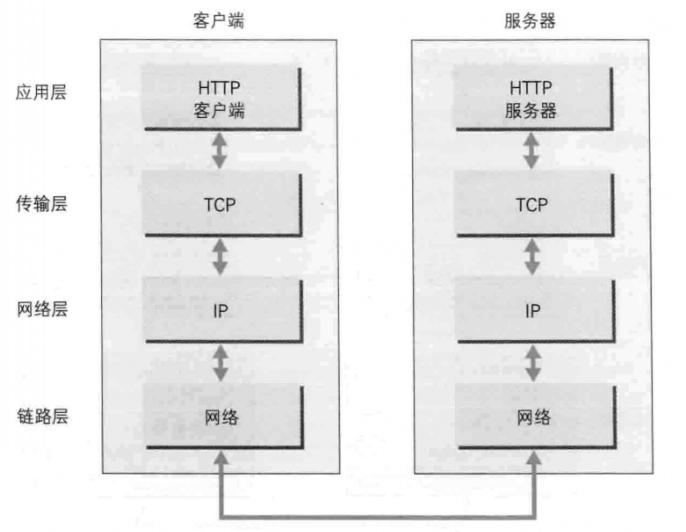 客户端 服务器
应用层 HTTP HTTP
客户端 服务器
传输层 TCP TCP
网络层 IP IP
链路层 网络 网络